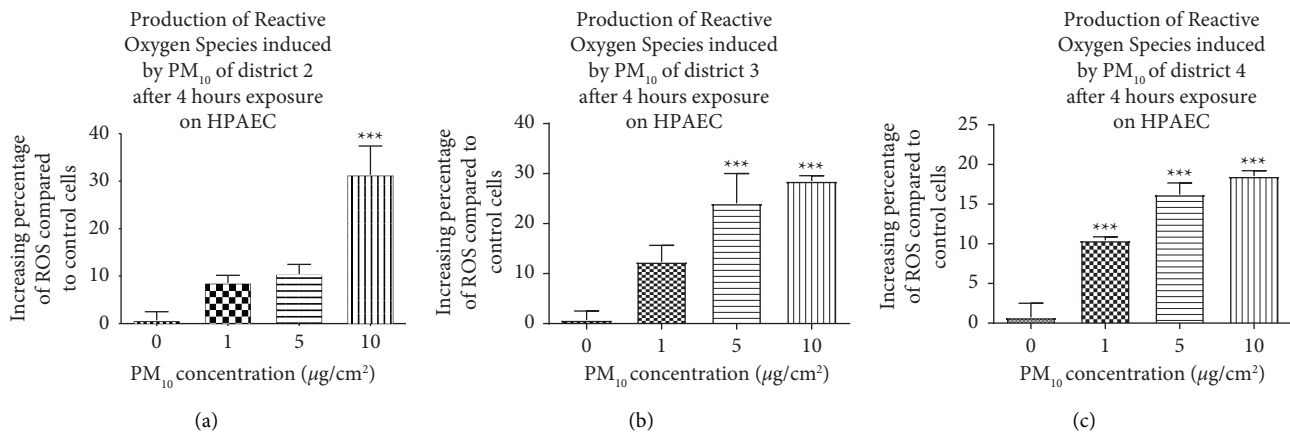 Production of Reactive
Oxygen Species induced
by PM10 of district 2
after 4 hours exposure
on HPAEC
Increasing percentage
of ROS compared
to control cells
40
30
20
10
0
***
0 1 5 10
PM10 concentration (µg/cm²)
(a)
Production of Reactive
Oxygen Species induced
by PM10 of district 3
after 4 hours exposure
on HPAEC
Increasing percentage
of ROS compared to
control cells
40
30
20
10
0
*** ***
0 1 5 10
PM10 concentration (µg/cm²)
(b)
Production of Reactive
Oxygen Species induced
by PM10 of district 4
after 4 hours exposure
on HPAEC
Increasing percentage
of ROS compared to
control cells
25
20
15
10
5
0
*** *** ***
0 1 5 10
PM10 concentration (µg/cm²)
(c)